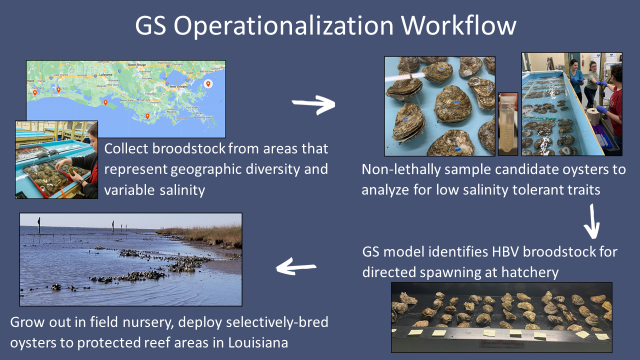 GS Operationalization Workflow
Collect broodstock from areas that
represent geographic diversity and
variable salinity
Non-lethally sample candidate oysters to
analyze for low salinity tolerant traits
GS model identifies HBV broodstock for
directed spawning at hatchery
Grow out in field nursery, deploy selectively-bred
oysters to protected reef areas in Louisiana